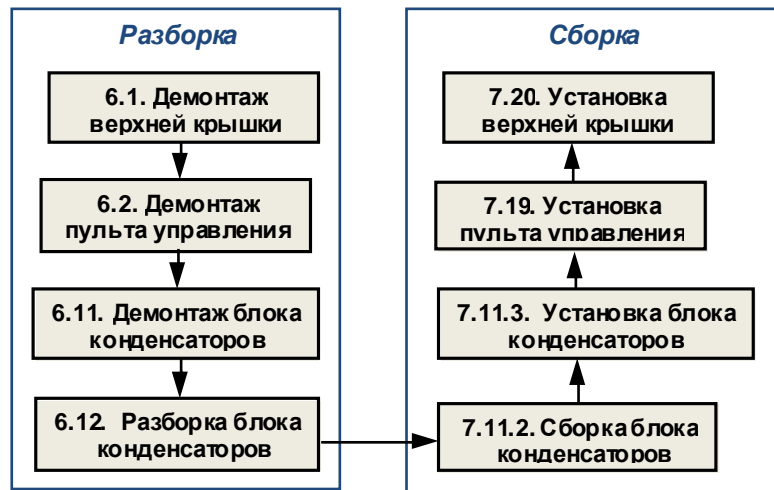 Разборка
6.1. Демонтаж
верхней крышки
6.2. Демонтаж
пульта управления
6.11. Демонтаж блока
конденсаторов
6.12. Разборка блока
конденсаторов
Сборка
7.20. Установка
верхней крышки
7.19. Установка
пульта управления
7.11.3. Установка блока
конденсаторов
7.11.2. Сборка блока
конденсаторов